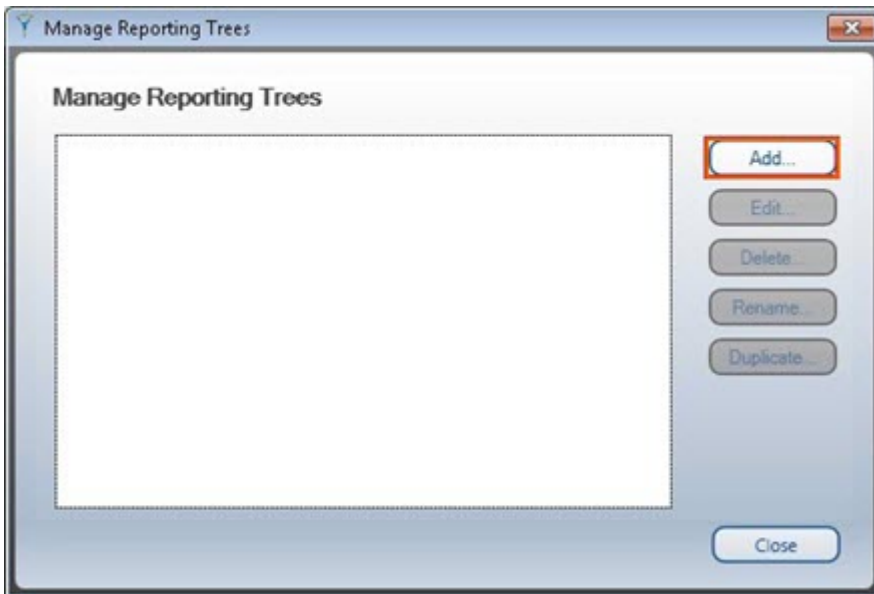 Manage Reporting Trees
Manage Reporting Trees
Add...
Edit...
Delete...
Rename...
Duplicate...
Close